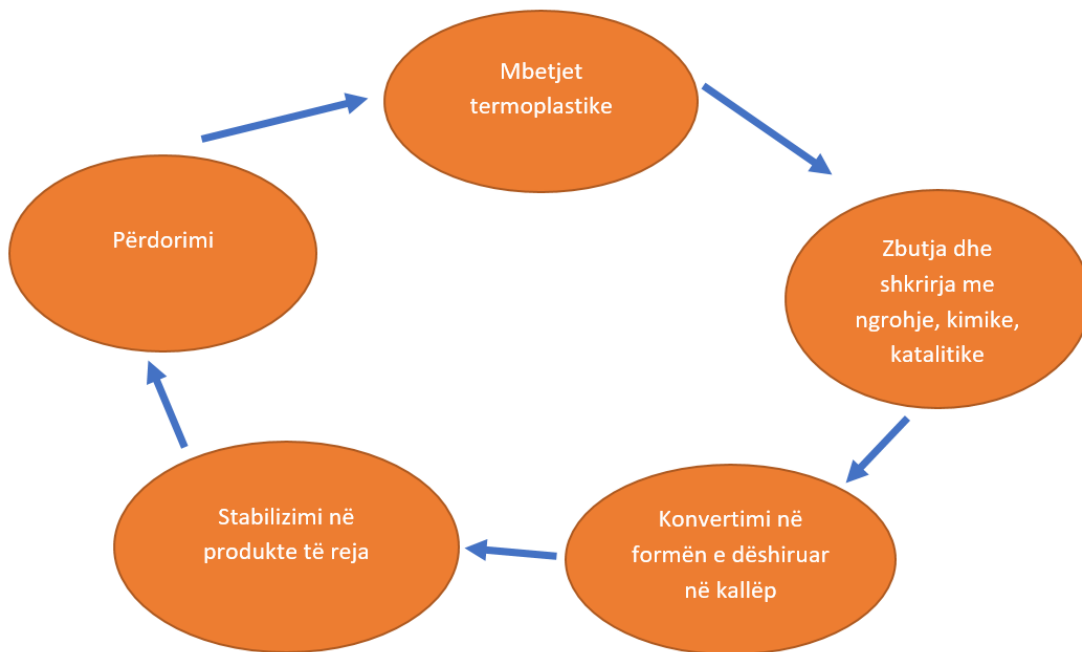 Mbetjet
termoplastike
Zbutja dhe
shkrirja me
ngrohje, kimike,
katalitike
Konvertimi në
formën e dëshiruar
në kallëp
Stabilizimi në
produkte të reja
Përdorimi